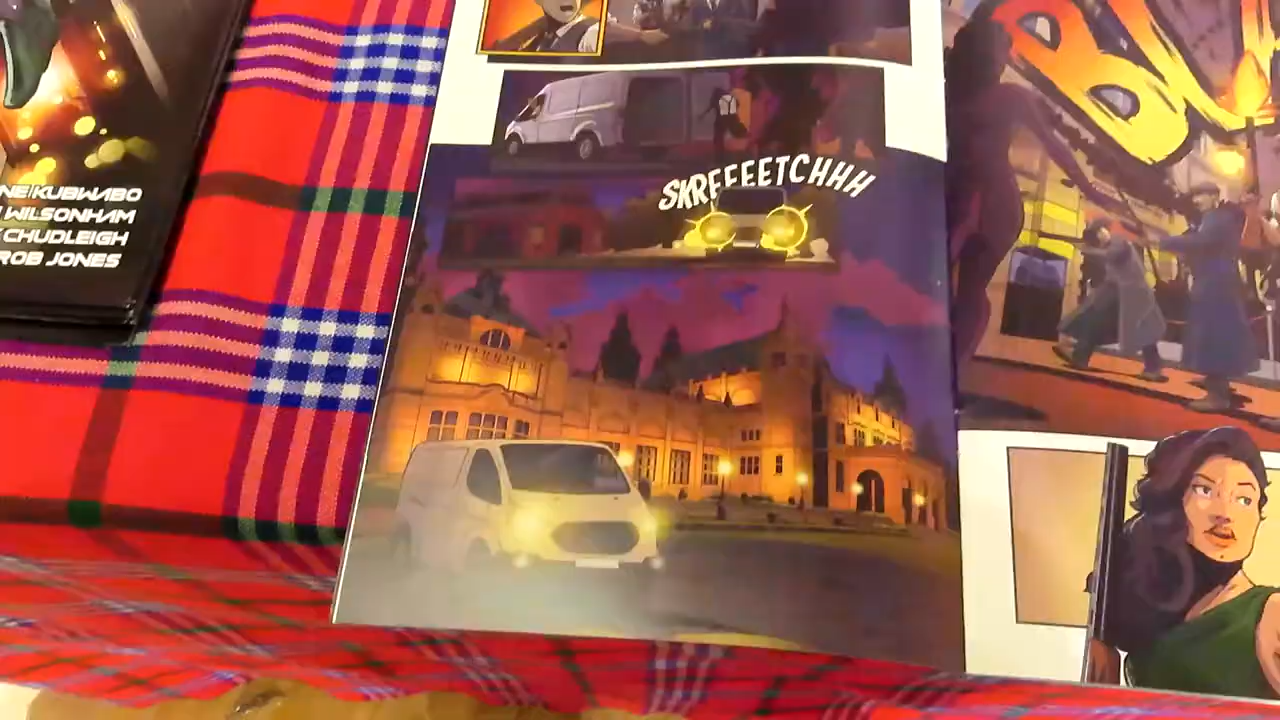 NE KUBWABO
WILSONHAM
CHUDLEIGH
ROB JONES
SKREEEETCHHH